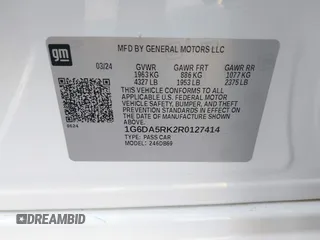 gm
MFD BY GENERAL MOTORS LLC
03/24 GVWR GAWR FRT GAWR RR
1963 KG 886 KG 1077 KG
4327 LB 1953 LB 2375 LB
THIS VEHICLE CONFORMS TO ALL
APPLICABLE U.S. FEDERAL MOTOR
VEHICLE SAFETY, BUMPER, AND THEFT
PREVENTION STANDARDS IN EFFECT ON
THE DATE OF MANUFACTURE SHOWN ABOVE.
1G6DA5RK2R0127414
TYPE: PASS CAR
MODEL: 246DB69
©DREAMBID